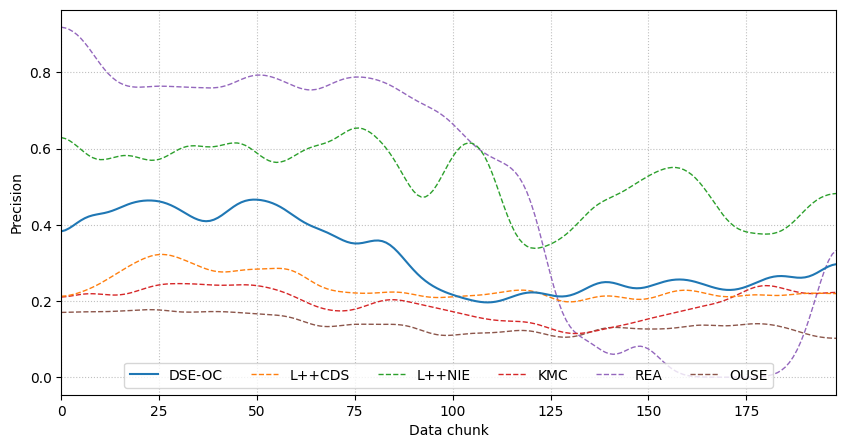 Precision
0.8
0.6
0.4
0.2
0.0
0 25 50 75 100 125 150 175
Data chunk
DSE-OC L++CDS L++NIE KMC REA OUSE